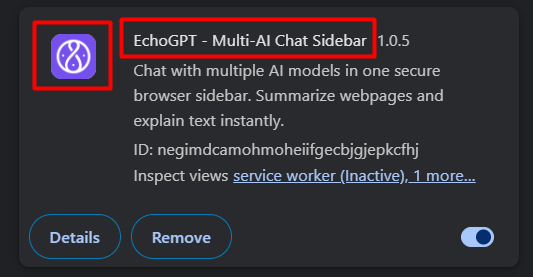 EchoGPT - Multi-AI Chat Sidebar 1.0.5
Chat with multiple AI models in one secure
browser sidebar. Summarize webpages and
explain text instantly.
ID: negimdcamohmoheiifgecbjgjepkcfhj
Inspect views service worker (Inactive), 1 more...
Details Remove